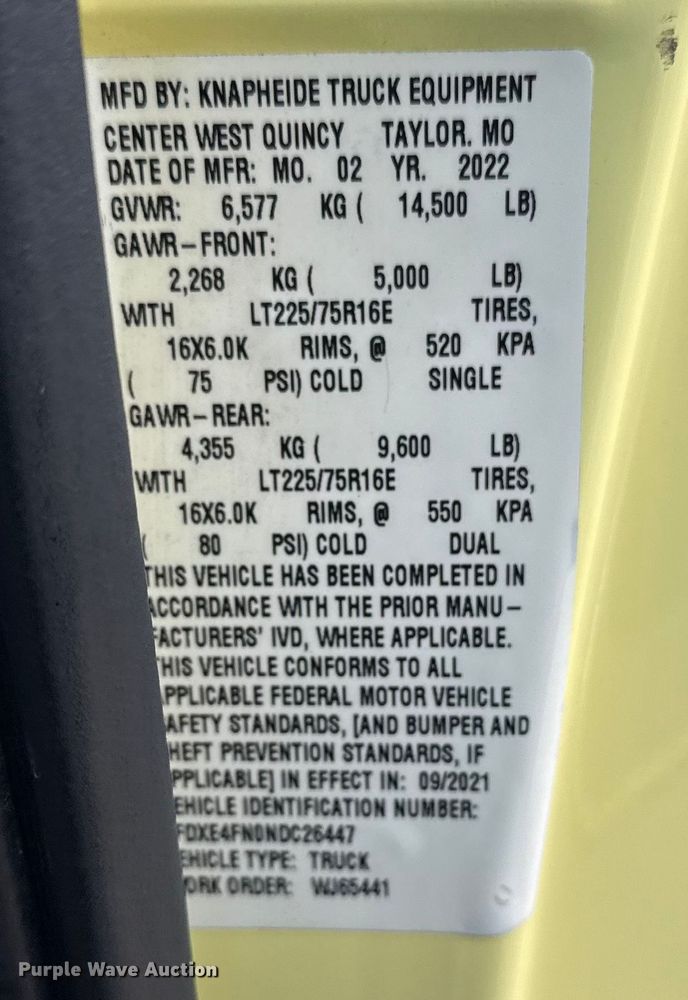 MFD BY: KNAPHEIDE TRUCK EQUIPMENT
CENTER WEST QUINCY TAYLOR. MO
DATE OF MFR: MO. 02 YR. 2022
GVWR: 6,577 KG ( 14,500 LB)
GAWR-FRONT:
2,268 KG ( 5,000 LB)
WITH LT225/75R16E TIRES,
16X6.0K RIMS, @ 520 KPA
( 75 PSI) COLD SINGLE
GAWR-REAR:
4,355 KG ( 9,600 LB)
WITH LT225/75R16E TIRES,
16X6.0K RIMS, @ 550 KPA
( 80 PSI) COLD DUAL
THIS VEHICLE HAS BEEN COMPLETED IN
ACCORDANCE WITH THE PRIOR MANU-
FACTURERS' IVD, WHERE APPLICABLE.
THIS VEHICLE CONFORMS TO ALL
PPLICABLE FEDERAL MOTOR VEHICLE
AFETY STANDARDS, [AND BUMPER AND
HEFT PREVENTION STANDARDS, IF
PPLICABLE] IN EFFECT IN: 09/2021
EHICLE IDENTIFICATION NUMBER:
FDXE4FN0NDC26447
EHICLE TYPE: TRUCK
ORK ORDER: WJ65441
Purple Wave Auction